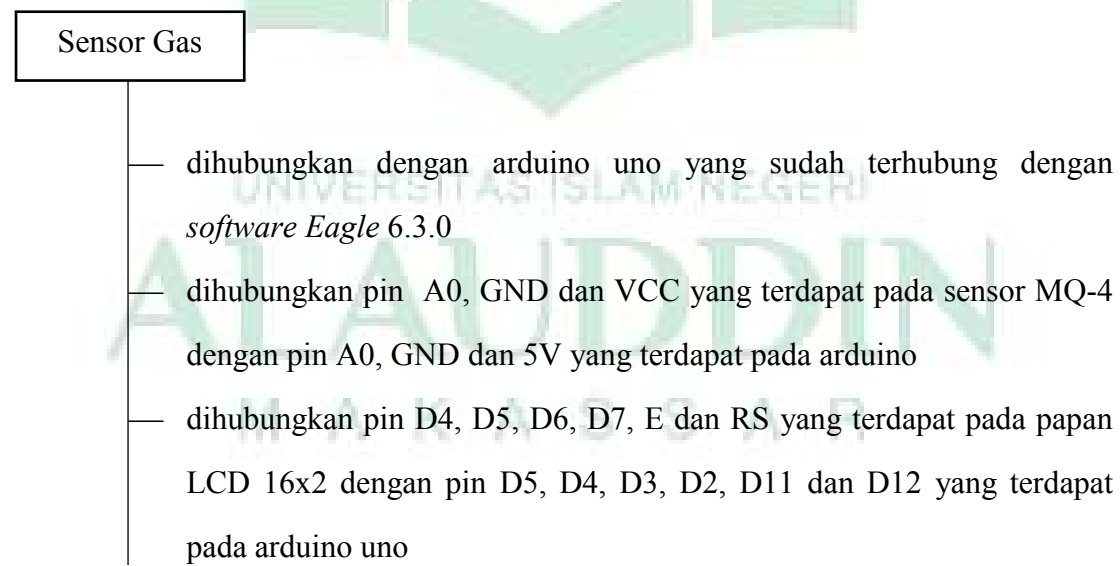 Sensor Gas
dihubungkan dengan arduino uno yang sudah terhubung dengan
UNIVERSITAS ISLAM NEGERI
software Eagle 6.3.0
ALAUDDIN
dihubungkan pin A0, GND dan VCC yang terdapat pada sensor MQ-4
dengan pin A0, GND dan 5V yang terdapat pada arduino
dihubungkan pin D4, D5, D6, D7, E dan RS yang terdapat pada papan
MAKASSAR
LCD 16x2 dengan pin D5, D4, D3, D2, D11 dan D12 yang terdapat
pada arduino uno